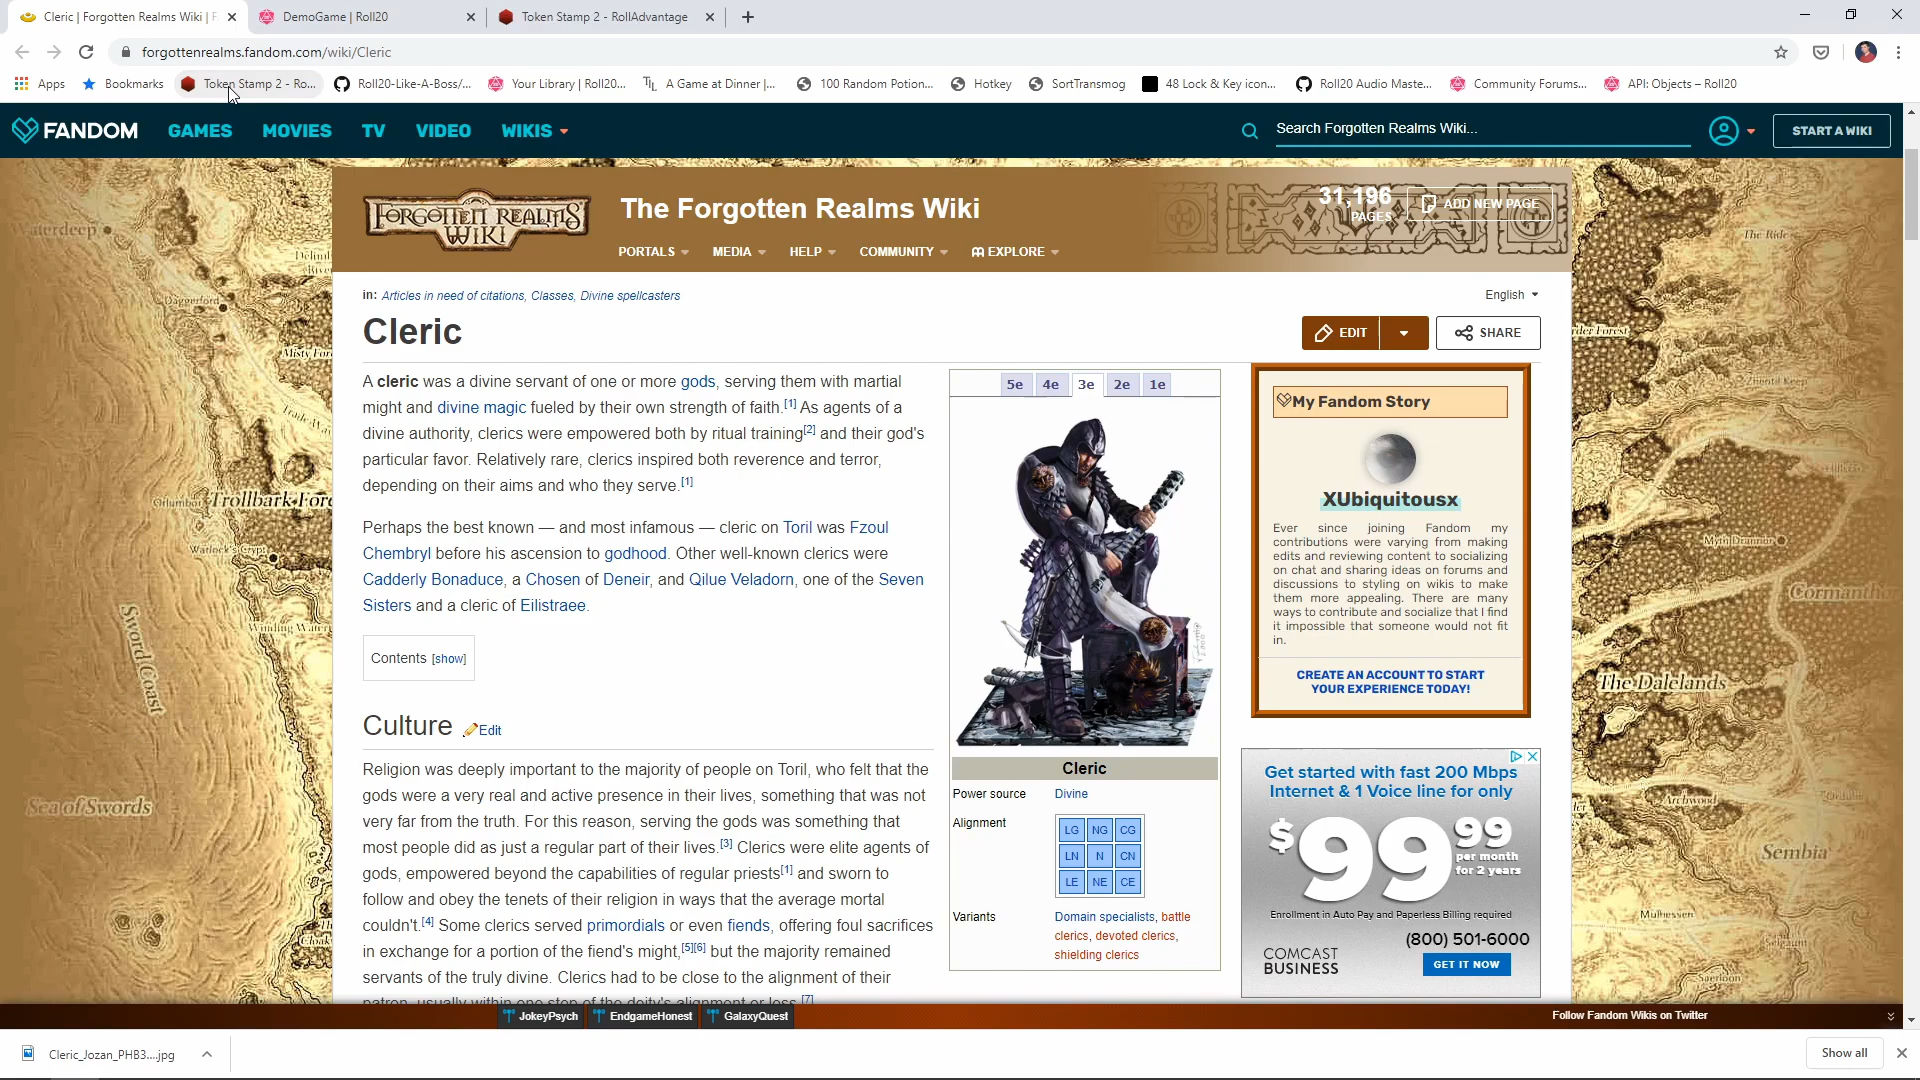 Cleric | Forgotten Realms Wiki | F
DemoGame | Roll20
Token Stamp 2 - RollAdvantage
forgottenrealms.fandom.com/wiki/Cleric
Apps
Bookmarks
Token Stamp 2 - Ro...
Roll20-Like-A-Boss/...
Your Library | Roll20...
A Game at Dinner |...
100 Random Potion...
Hotkey
SortTransmog
48 Lock & Key icon...
Roll20 Audio Maste...
Community Forums...
API: Objects – Roll20
FANDOM
GAMES
MOVIES
TV
VIDEO
WIKIS
Search Forgotten Realms Wiki...
START A WIKI
FORGOTTEN REALMS
WIKI
The Forgotten Realms Wiki
31,196
PAGES
ADD NEW PAGE
PORTALS
MEDIA
HELP
COMMUNITY
EXPLORE
in: Articles in need of citations, Classes, Divine spellcasters
English
Cleric
EDIT
SHARE
A cleric was a divine servant of one or more gods, serving them with martial
might and divine magic fueled by their own strength of faith.[1] As agents of a
divine authority, clerics were empowered both by ritual training[2] and their god's
particular favor. Relatively rare, clerics inspired both reverence and terror,
depending on their aims and who they serve.[1]
Perhaps the best known — and most infamous — cleric on Toril was Fzoul
Chembryl before his ascension to godhood. Other well-known clerics were
Cadderly Bonaduce, a Chosen of Deneir, and Qilue Veladorn, one of the Seven
Sisters and a cleric of Eilistraee.
Contents [show]
Culture
Edit
Religion was deeply important to the majority of people on Toril, who felt that the
gods were a very real and active presence in their lives, something that was not
very far from the truth. For this reason, serving the gods was something that
most people did as just a regular part of their lives.[3] Clerics were elite agents of
gods, empowered beyond the capabilities of regular priests[1] and sworn to
follow and obey the tenets of their religion in ways that the average mortal
couldn't.[4] Some clerics served primordials or even fiends, offering foul sacrifices
in exchange for a portion of the fiend's might,[5][6] but the majority remained
servants of the truly divine. Clerics had to be close to the alignment of their
patron, usually within one step of the deity's alignment or less.[7]
5e
4e
3e
2e
1e
Cleric
Power source
Divine
Alignment
LG NG CG
LN N CN
LE NE CE
Variants
Domain specialists, battle
clerics, devoted clerics,
shielding clerics
My Fandom Story
XUbiquitousx
Ever since joining Fandom my
contributions were varying from making
edits and reviewing content to socializing
on chat and sharing ideas on forums and
discussions to styling on wikis to make
them more appealing. There are many
ways to contribute and socialize that I find
it impossible that someone would not fit
in.
CREATE AN ACCOUNT TO START
YOUR EXPERIENCE TODAY!
Get started with fast 200 Mbps
Internet & 1 Voice line for only
$99 99
per month
for 2 years
Enrollment in Auto Pay and Paperless Billing required
COMCAST
BUSINESS
(800) 501-6000
GET IT NOW
Waterdeep
Daggerford
Trollbark
Warlock's Crypt
Winding Water
Sword Coast
Sea of Swords
The Ride
Myth Drannor
Cormanthor
The Dalelands
Archwood
Sembia
JokeyPsych
EndgameHonest
GalaxyQuest
Follow Fandom Wikis on Twitter
Cleric_Jozan_PHB3....jpg
Show all